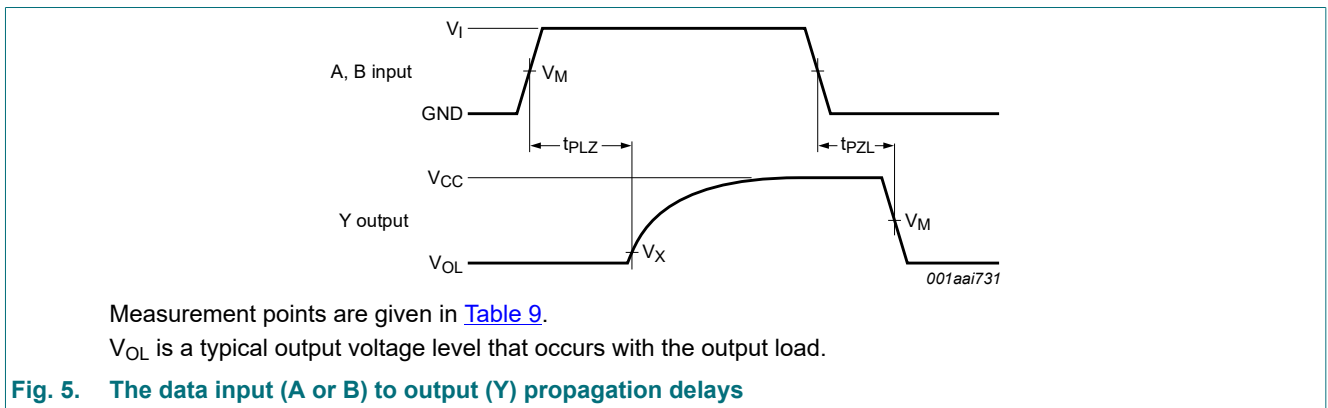 VI
A, B input
VM
GND
tPLZ
tPZL
VCC
Y output
VM
VX
VOL
001aai731
Measurement points are given in Table 9.
VOL is a typical output voltage level that occurs with the output load.
Fig. 5. The data input (A or B) to output (Y) propagation delays